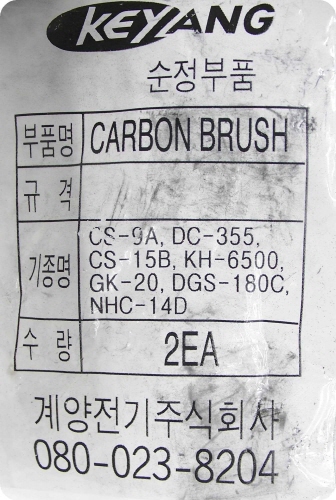 KEYANG
순정부품
부품명 CARBON BRUSH
규격
기종명 CS-9A, DC-355,
CS-15B, KH-6500,
GK-20, DGS-180C,
NHC-14D
수량 2EA
계양전기주식회사
080-023-8204